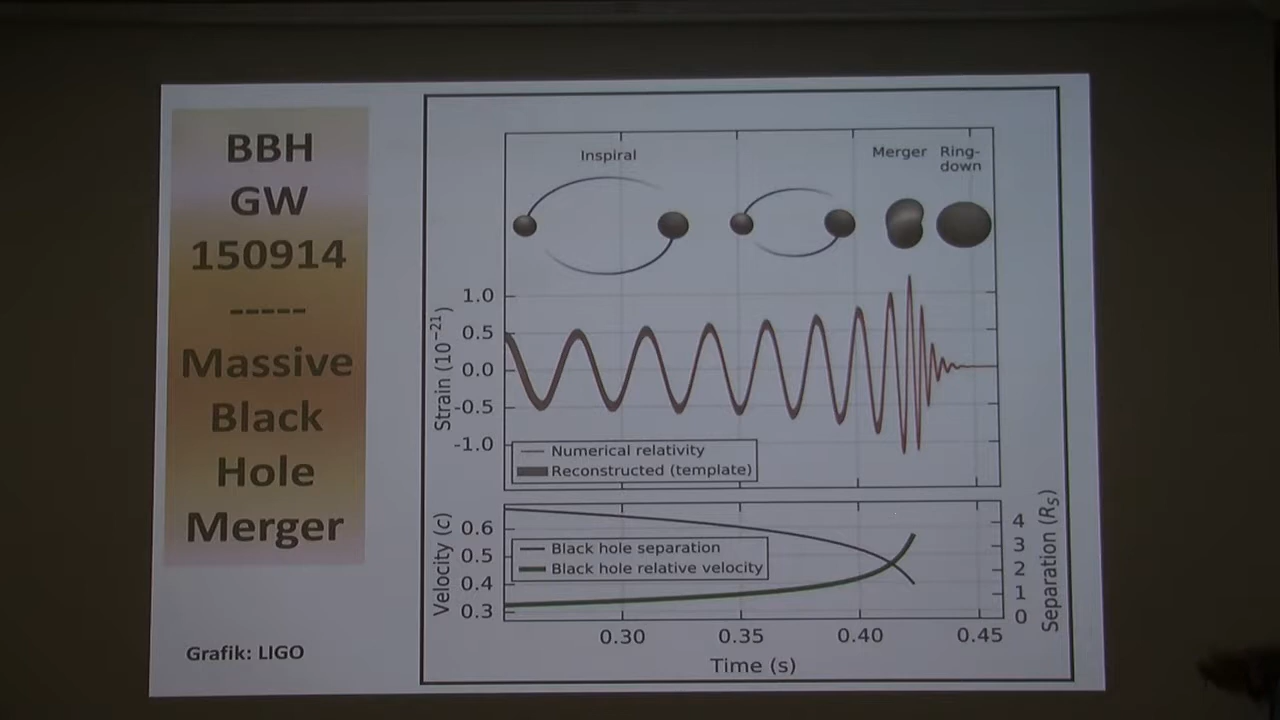 BBH
GW
150914
-----
Massive
Black
Hole
Merger
Grafik: LIGO
Inspiral
Merger
Ring-
down
Strain (10⁻²¹)
1.0
0.5
0.0
-0.5
-1.0
Numerical relativity
Reconstructed (template)
Velocity (c)
0.6
0.5
0.4
0.3
Black hole separation
Black hole relative velocity
4
3
2
1
0
Separation (R_S)
0.30 0.35 0.40 0.45
Time (s)